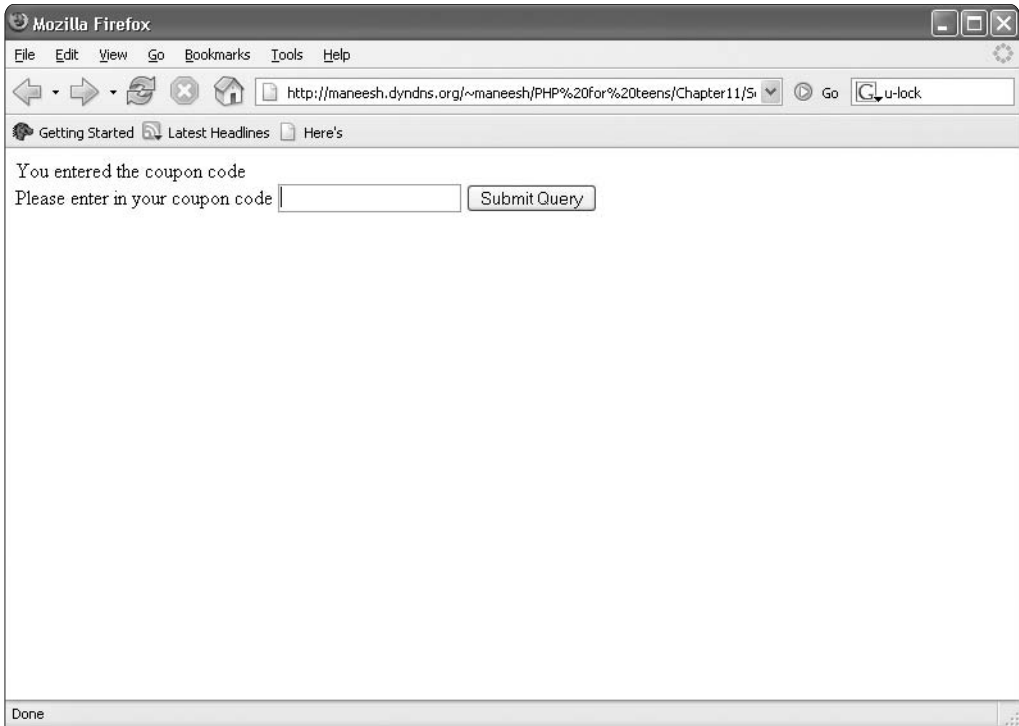 Mozilla Firefox
File Edit View Go Bookmarks Tools Help
http://maneesh.dyndns.org/~maneesh/PHP%20for%20teens/Chapter11/S Go G u-lock
Getting Started Latest Headlines Here's
You entered the coupon code
Please enter in your coupon code Submit Query
Done